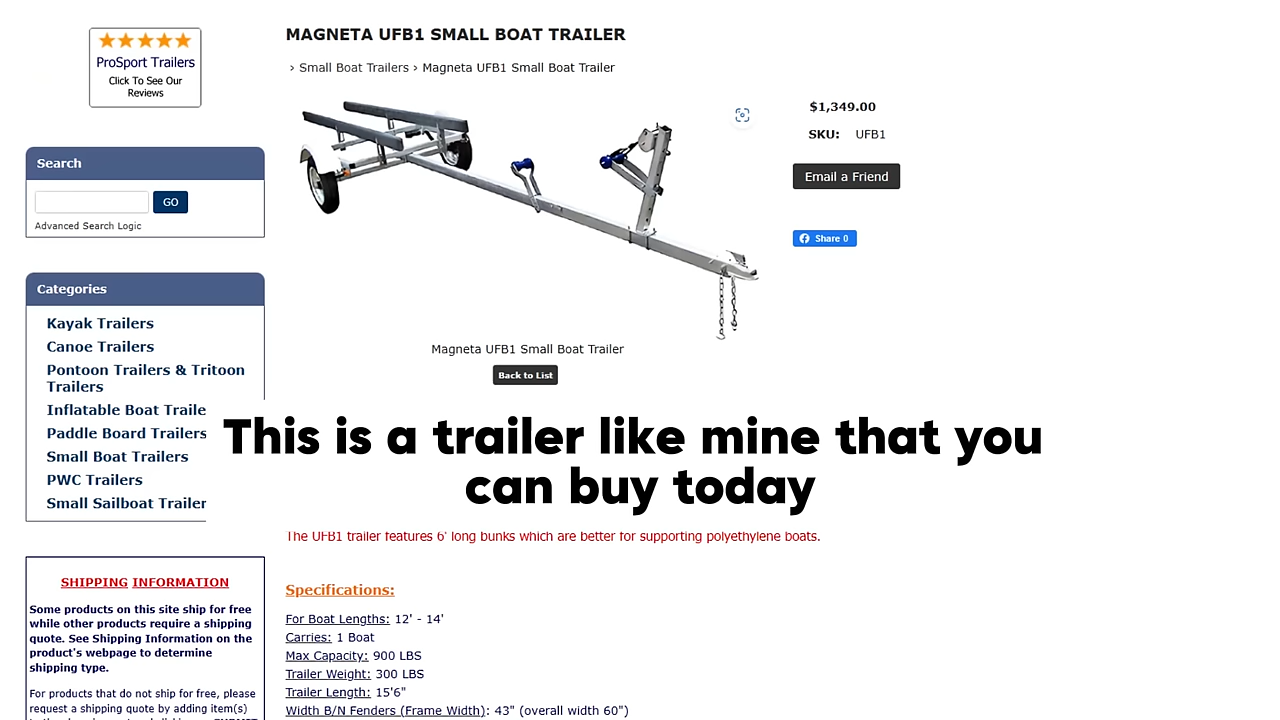 ProSport Trailers
Click To See Our
Reviews
Search
GO
Advanced Search Logic
Categories
Kayak Trailers
Canoe Trailers
Pontoon Trailers & Tritoon
Trailers
Inflatable Boat Traile
Paddle Board Trailers
Small Boat Trailers
PWC Trailers
Small Sailboat Trailer
SHIPPING INFORMATION
Some products on this site ship for free
while other products require a shipping
quote. See Shipping Information on the
product's webpage to determine
shipping type.
For products that do not ship for free, please
request a shipping quote by adding item(s)
MAGNETA UFB1 SMALL BOAT TRAILER
› Small Boat Trailers › Magneta UFB1 Small Boat Trailer
$1,349.00
SKU: UFB1
Email a Friend
Share 0
Magneta UFB1 Small Boat Trailer
Back to List
This is a trailer like mine that you
can buy today
The UFB1 trailer features 6' long bunks which are better for supporting polyethylene boats.
Specifications:
For Boat Lengths: 12' - 14'
Carries: 1 Boat
Max Capacity: 900 LBS
Trailer Weight: 300 LBS
Trailer Length: 15'6"
Width B/N Fenders (Frame Width): 43" (overall width 60")